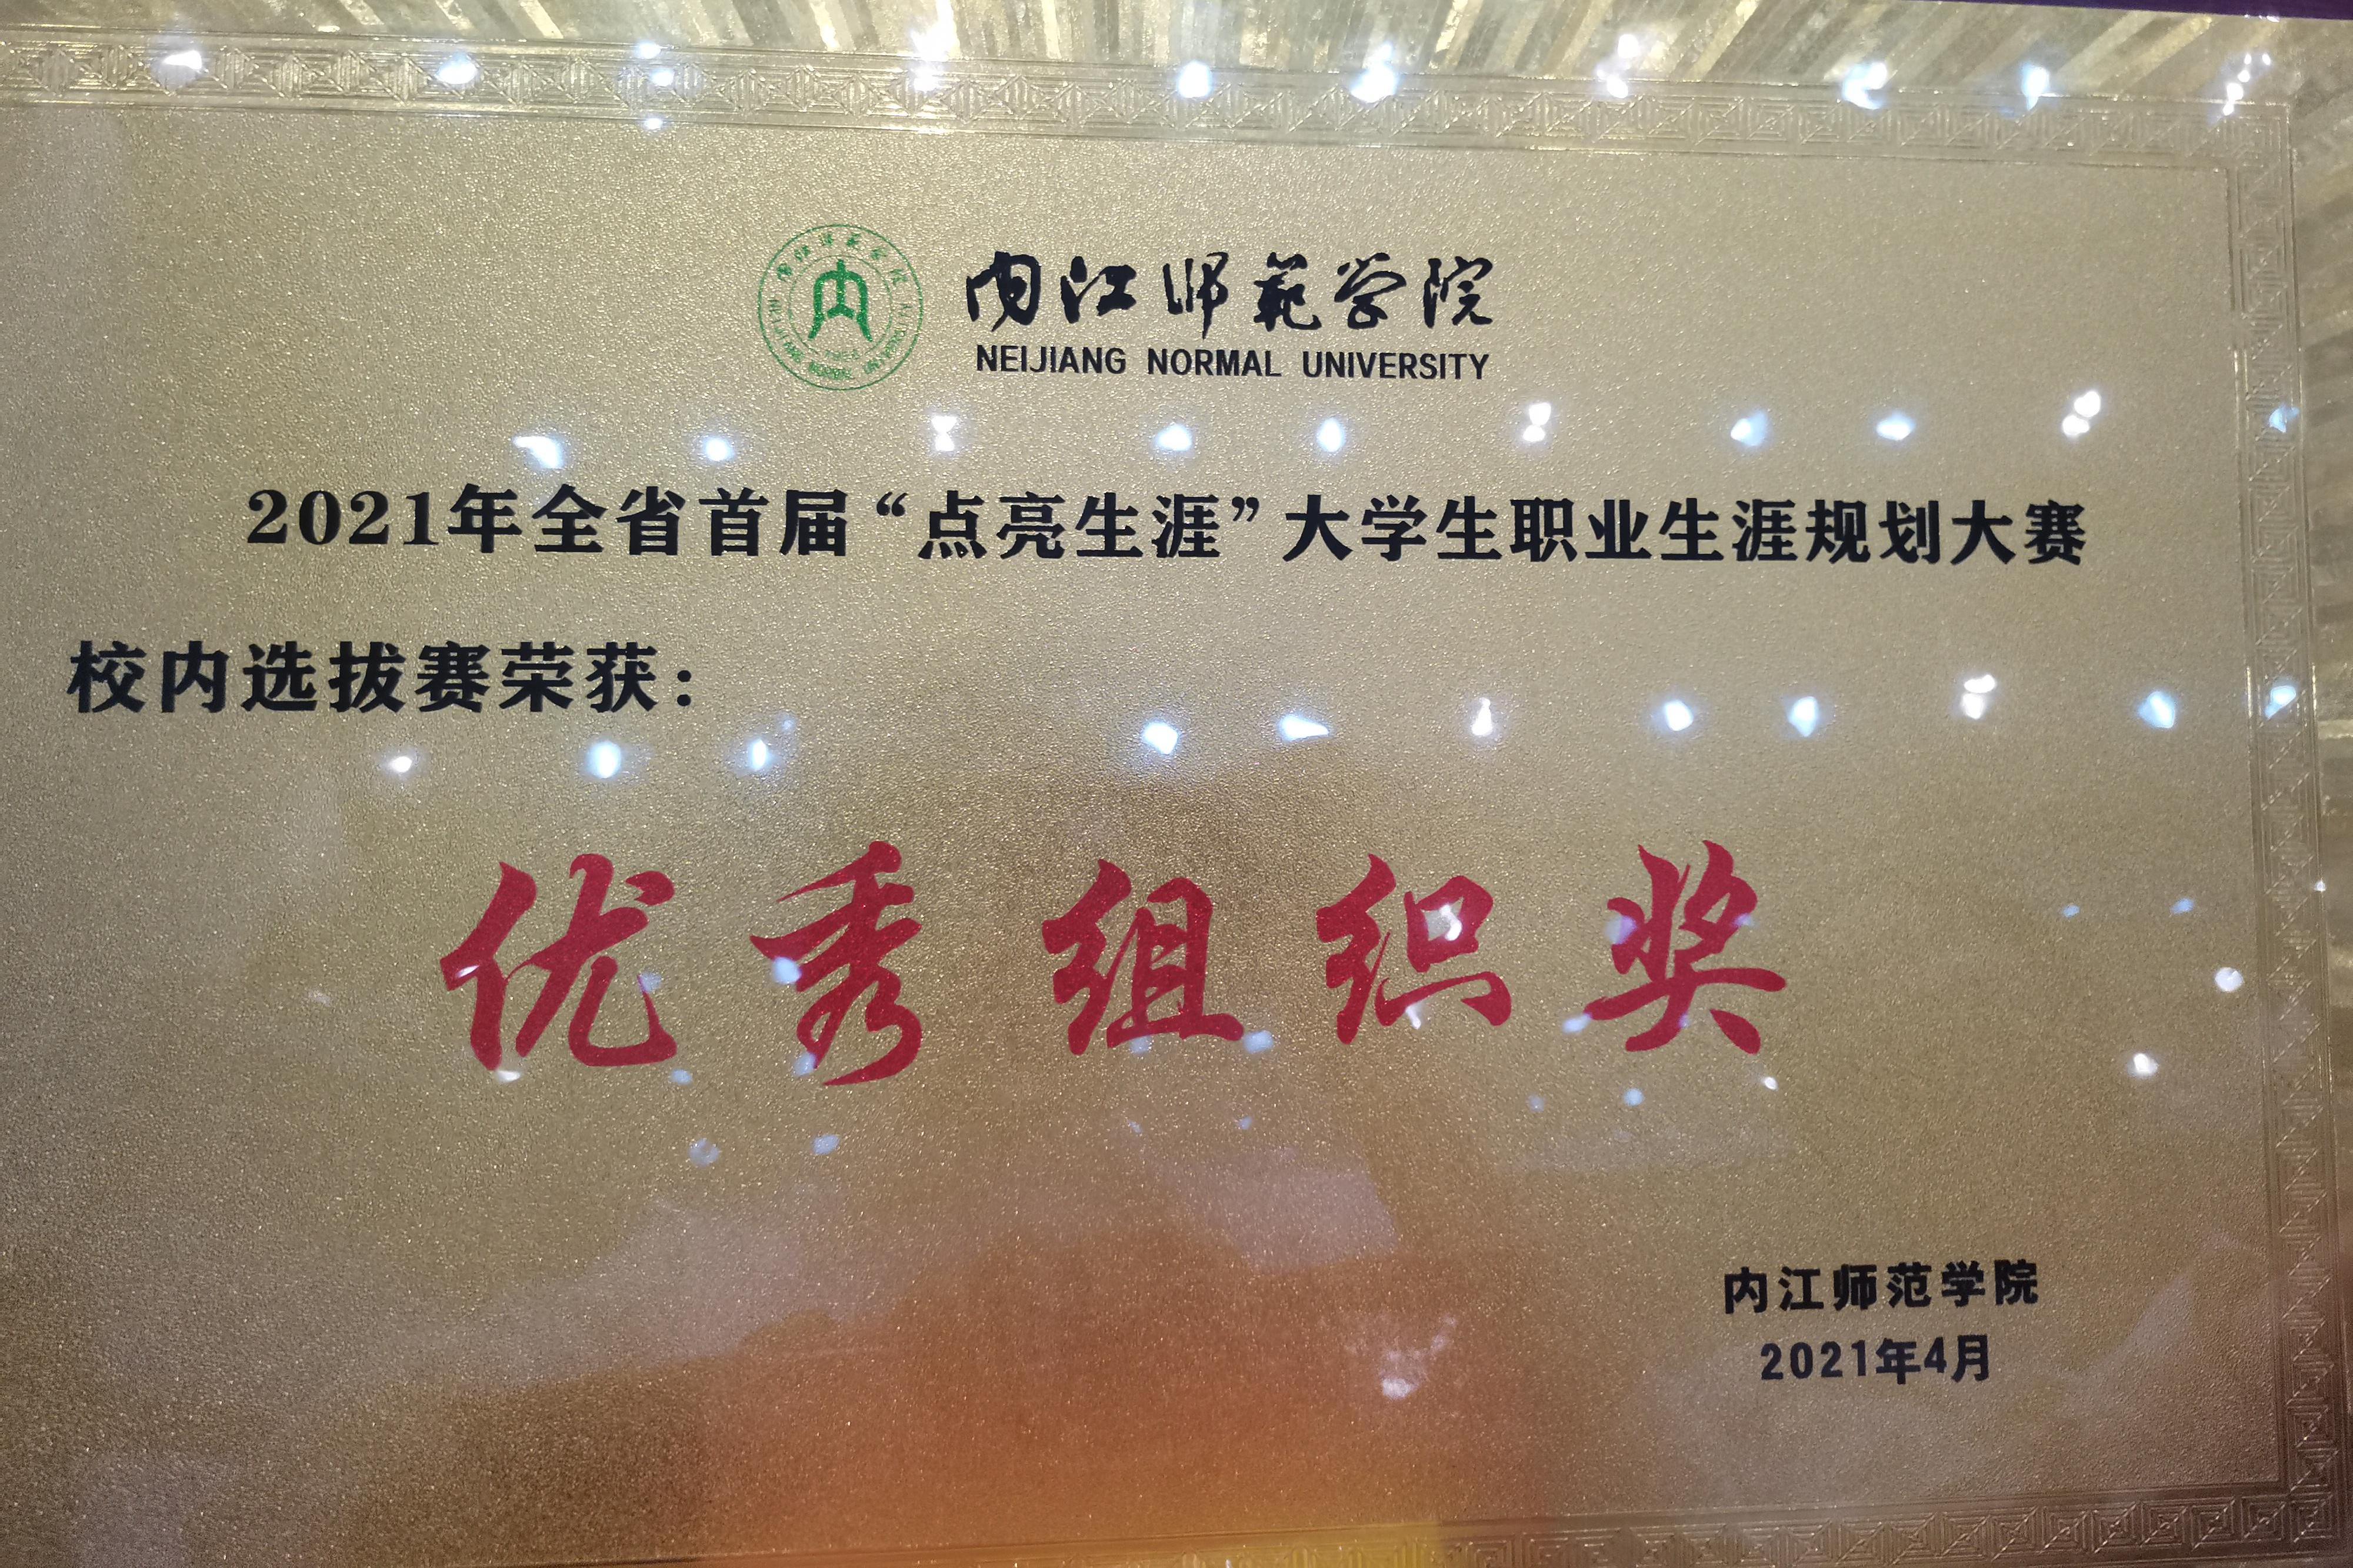 内江师范学院
NEIJIANG NORMAL UNIVERSITY
2021年全省首届“点亮生涯”大学生职业生涯规划大赛
校内选拔赛荣获：
优秀组织奖
内江师范学院
2021年4月